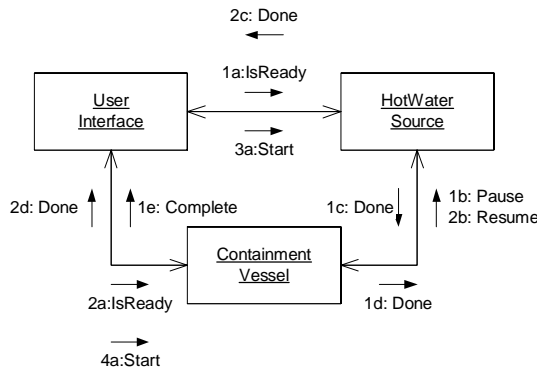 2c: Done
1a:IsReady
User
Interface
HotWater
Source
3a:Start
2d: Done
1e: Complete
1c: Done
1b: Pause
2b: Resume
Containment
Vessel
2a:IsReady
1d: Done
4a:Start